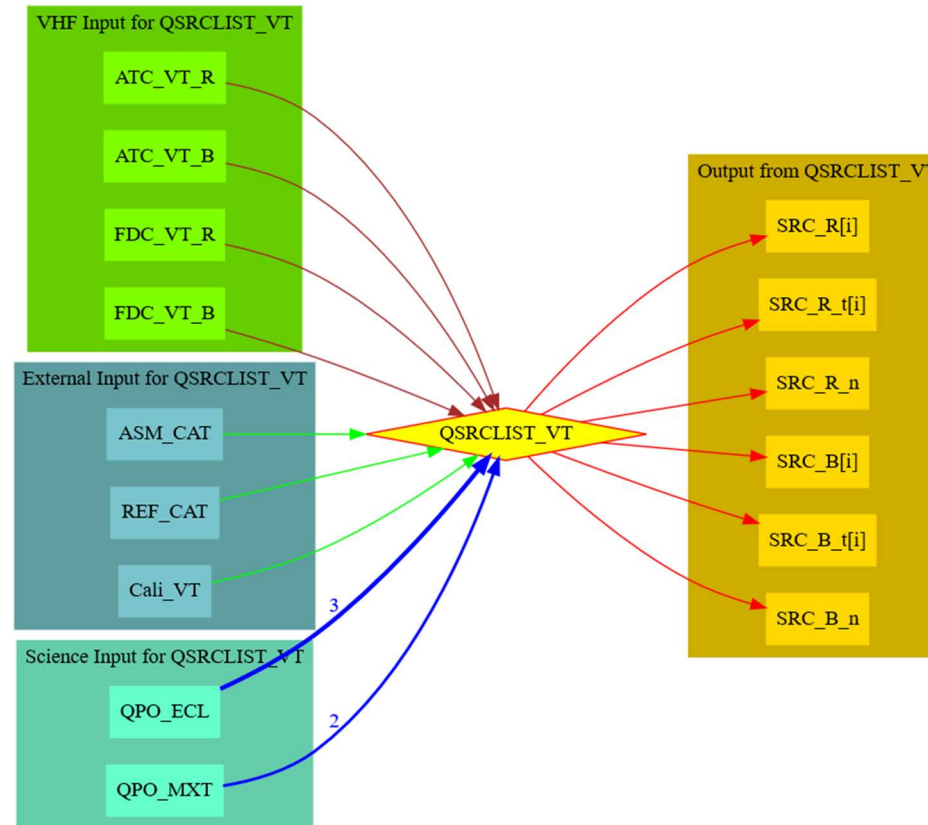 VHF Input for QSRCLIST_VT
ATC_VT_R
ATC_VT_B
FDC_VT_R
FDC_VT_B
External Input for QSRCLIST_VT
ASM_CAT
REF_CAT
Cali_VT
Science Input for QSRCLIST_VT
QPO_ECL
QPO_MXT
3
2
QSRCLIST_VT
Output from QSRCLIST_VT
SRC_R[i]
SRC_R_t[i]
SRC_R_n
SRC_B[i]
SRC_B_t[i]
SRC_B_n